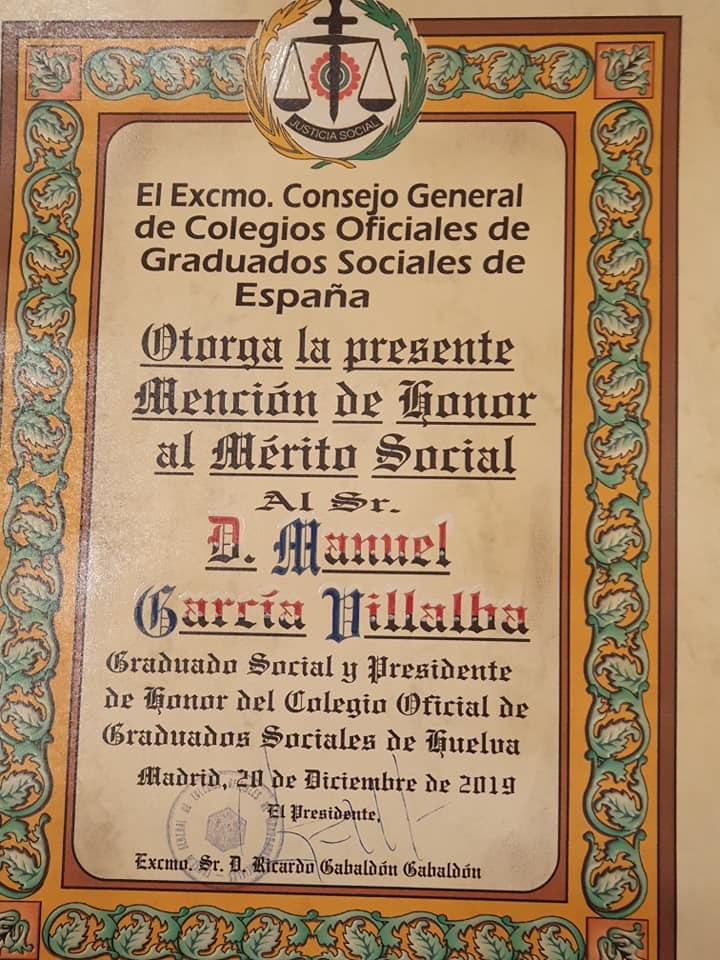 JUSTICIA SOCIAL
El Excmo. Consejo General
de Colegios Oficiales de
Graduados Sociales de
España
Otorga la presente
Mención de Honor
al Mérito Social
Al Sr.
D. Manuel
García Villalba
Graduado Social y Presidente
de Honor del Colegio Oficial de
Graduados Sociales de Huelva
Madrid, 20 de Diciembre de 2019
El Presidente,
Excmo. Sr. D. Ricardo Gabaldón Gabaldón